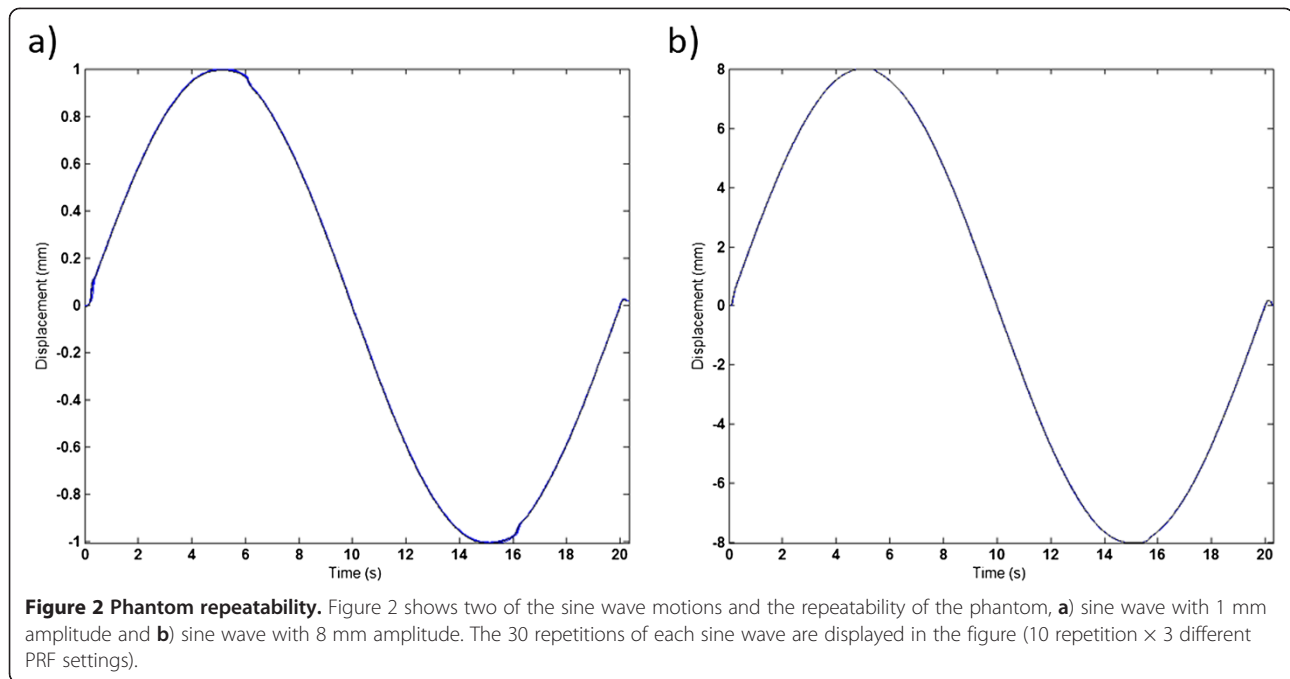 a)
1
0.8
0.6
0.4
0.2
0
-0.2
-0.4
-0.6
-0.8
-1
Displacement (mm)
0 2 4 6 8 10 12 14 16 18 20
Time (s)
b)
8
6
4
2
0
-2
-4
-6
-8
Displacement (mm)
0 2 4 6 8 10 12 14 16 18 20
Time (s)
Figure 2 Phantom repeatability. Figure 2 shows two of the sine wave motions and the repeatability of the phantom, a) sine wave with 1 mm
amplitude and b) sine wave with 8 mm amplitude. The 30 repetitions of each sine wave are displayed in the figure (10 repetition × 3 different
PRF settings).